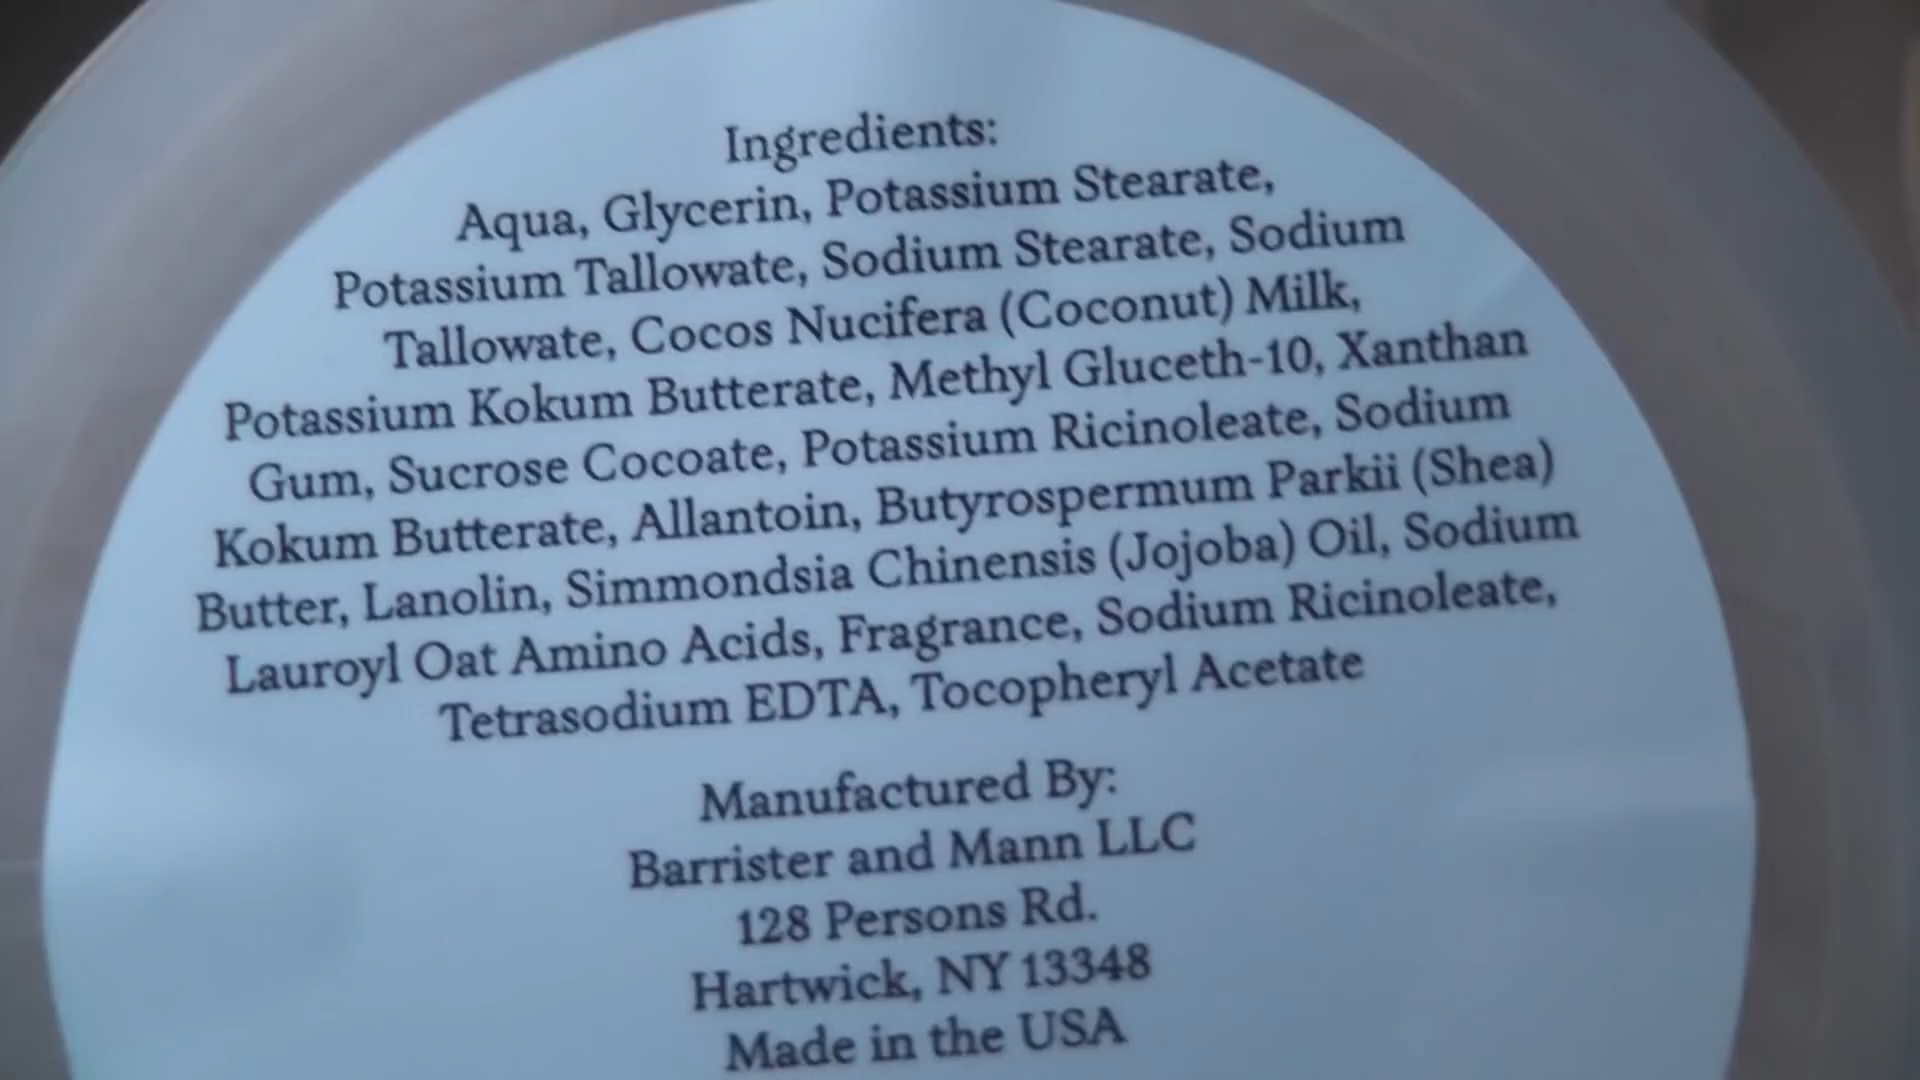 Ingredients:
Aqua, Glycerin, Potassium Stearate,
Potassium Tallowate, Sodium Stearate, Sodium
Tallowate, Cocos Nucifera (Coconut) Milk,
Potassium Kokum Butterate, Methyl Gluceth-10, Xanthan
Gum, Sucrose Cocoate, Potassium Ricinoleate, Sodium
Kokum Butterate, Allantoin, Butyrospermum Parkii (Shea)
Butter, Lanolin, Simmondsia Chinensis (Jojoba) Oil, Sodium
Lauroyl Oat Amino Acids, Fragrance, Sodium Ricinoleate,
Tetrasodium EDTA, Tocopheryl Acetate
Manufactured By:
Barrister and Mann LLC
128 Persons Rd.
Hartwick, NY 13348
Made in the USA